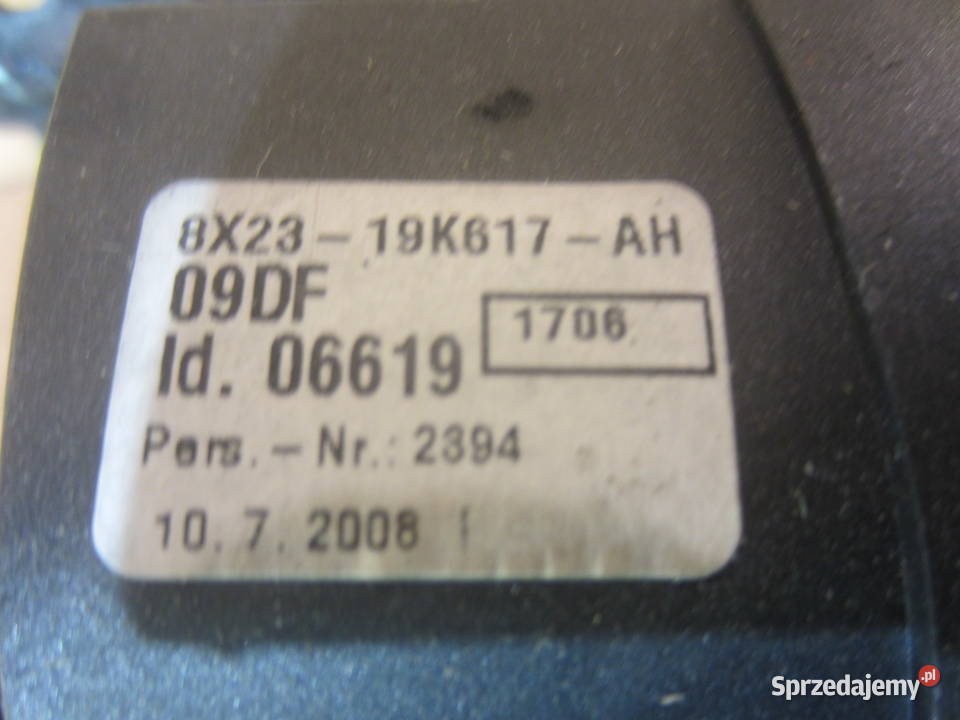 8X23-19K617-AH
09DF
1706
Id. 06619
Pers.-Nr.: 2394
10.7.2008
Sprzedajemy.pl